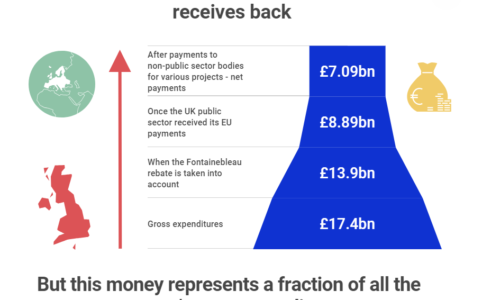 receives back
After payments to
non-public sector bodies
for various projects - net
payments
£7.09bn
Once the UK public
sector received its EU
payments
£8.89bn
When the Fontainebleau
rebate is taken into
account
£13.9bn
Gross expenditures
£17.4bn
€
But this money represents a fraction of all the